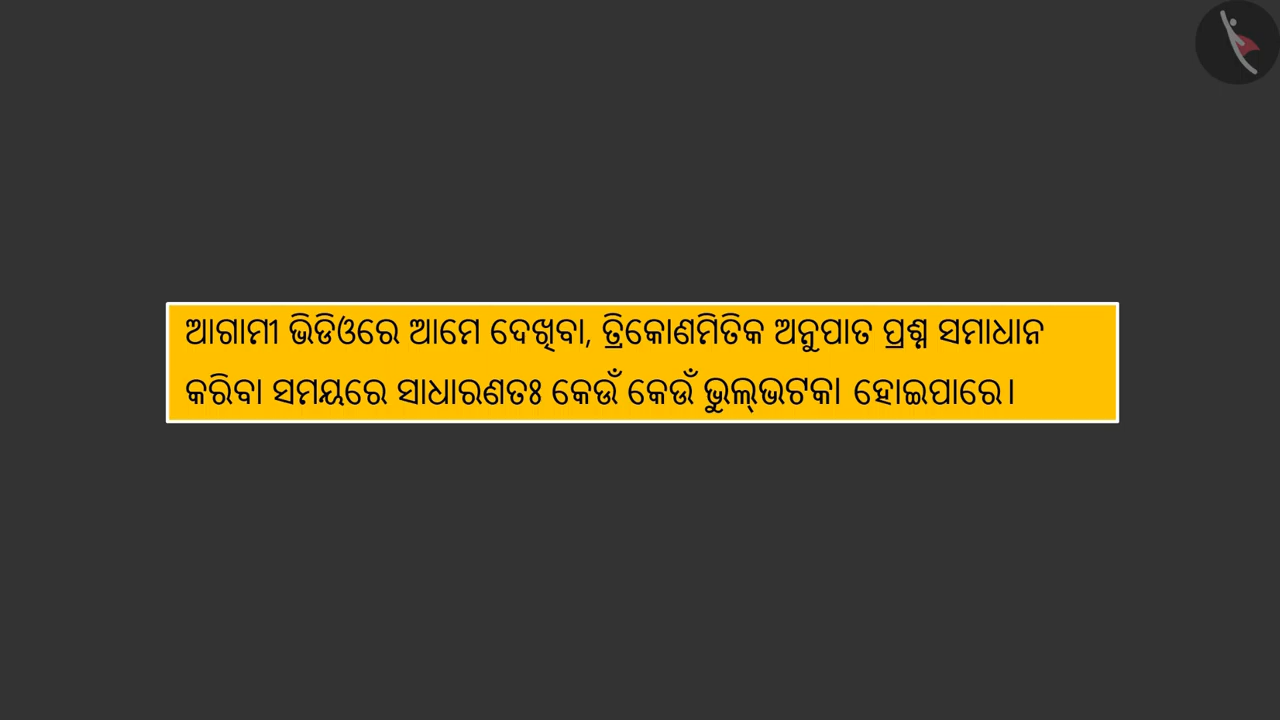 ଆଗାମୀ ଭିଡିଓରେ ଆମେ ଦେଖିବା, ତ୍ରିକୋଣମିତିକ ଅନୁପାତ ପ୍ରଶ୍ନ ସମାଧାନ
କରିବା ସମୟରେ ସାଧାରଣତଃ କେଉଁ କେଉଁ ଭୁଲ୍‌ଭଟକା ହୋଇପାରେ।